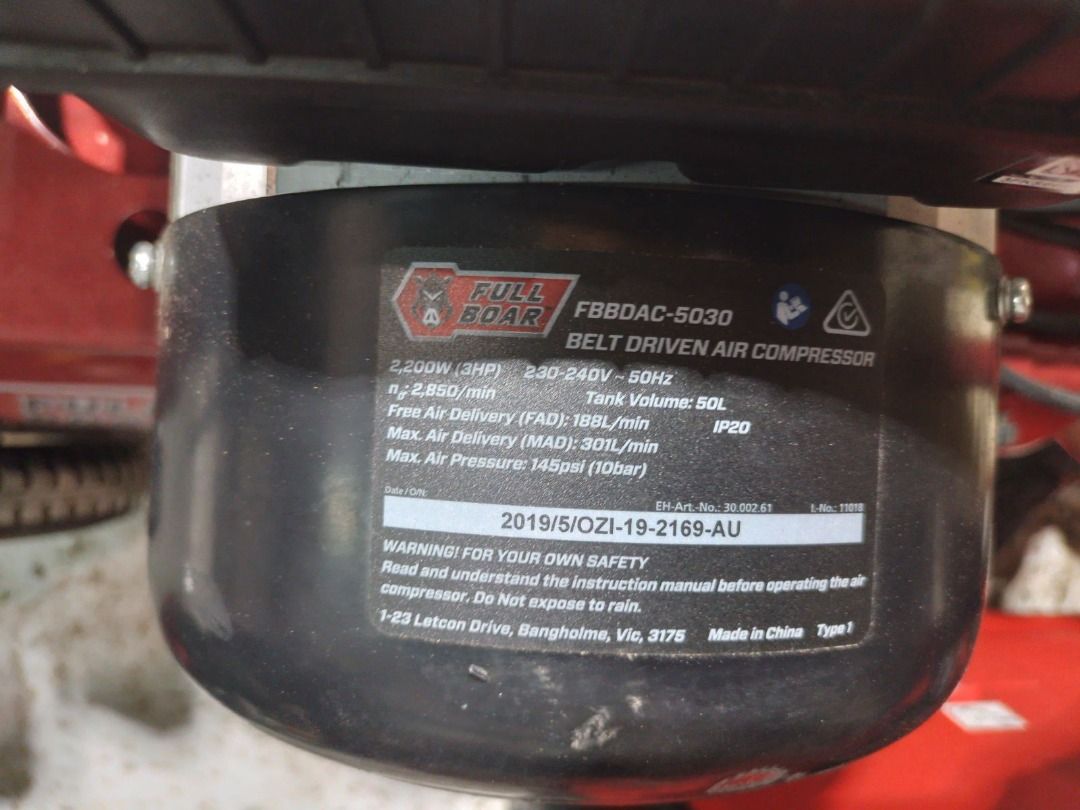 FULL BOAR
FBBDAC-5030
BELT DRIVEN AIR COMPRESSOR
2,200W (3HP) 230-240V ~ 50Hz
n₀: 2,850/min Tank Volume: 50L
Free Air Delivery (FAD): 188L/min IP20
Max. Air Delivery (MAD): 301L/min
Max. Air Pressure: 145psi (10bar)
Date / O/N: EH-Art.-No.: 30.002.61 I.-No.: 11018
2019/5/OZI-19-2169-AU
WARNING! FOR YOUR OWN SAFETY
Read and understand the instruction manual before operating the air
compressor. Do Not expose to rain.
1-23 Letcon Drive, Bangholme, Vic, 3175 Made in China Type 1